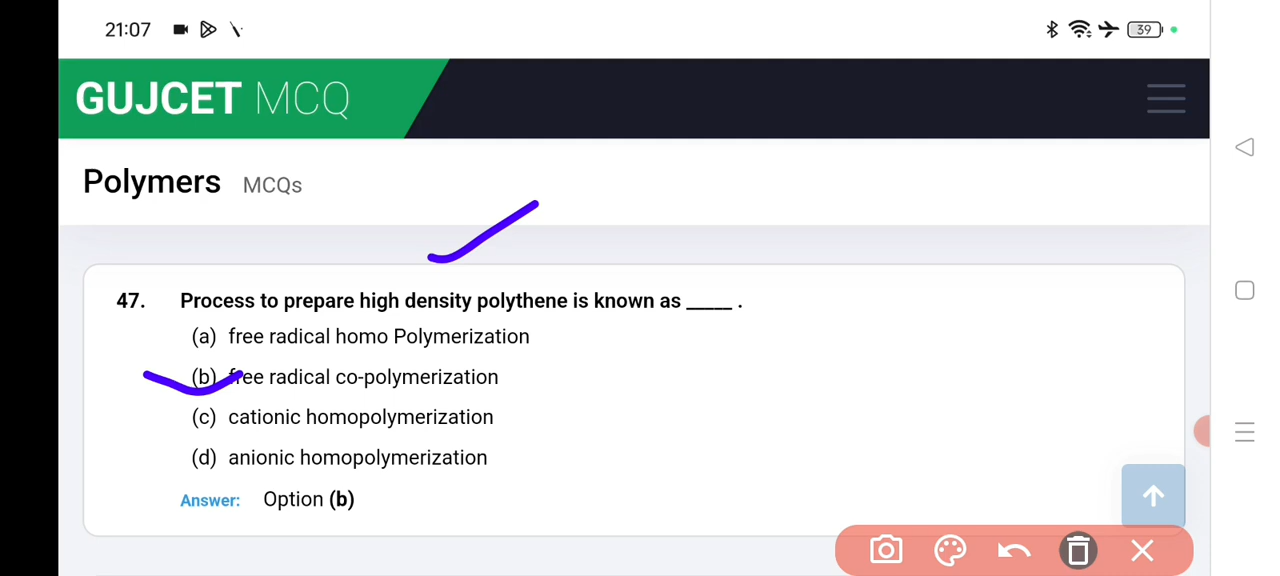 21:07
39
GUJCET MCQ
Polymers MCQs
47. Process to prepare high density polythene is known as _____ .
(a) free radical homo Polymerization
(b) free radical co-polymerization
(c) cationic homopolymerization
(d) anionic homopolymerization
Answer: Option (b)